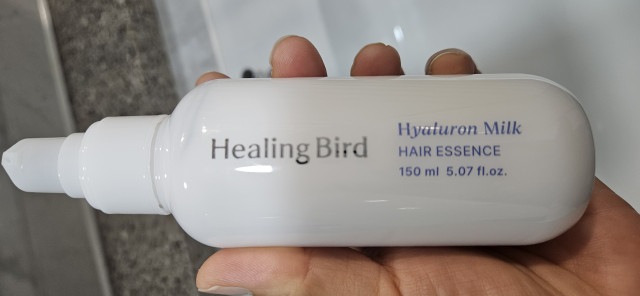 Healing Bird
Hyaluron Milk
HAIR ESSENCE
150 ml 5.07 fl.oz.